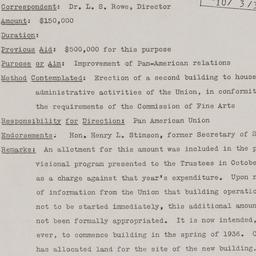 Correspondent: Dr. L. S. Rowe, Director
Amount: $150,000
Duration:
Previous Aid: $500,000 for this purpose
Purpose or Aim: Improvement of Pan-American relations
Method Contemplated: Erection of a second building to house
administrative activities of the Union, in conformit
the requirements of the Commission of Fine Arts
Responsibility for Direction: Pan American Union
Endorsements. Hon. Henry L. Stimson, former Secretary of S
Remarks: An allotment for this amount was included in the p
visional program presented to the Trustees in Octobe
as a charge against that year's expenditure. Upon r
of information from the Union that building operatio
not to be started immediately, this additional amoun
not been formally appropriated. It is now intended,
ever, to commence building in the spring of 1936. C
has allocated land for the site of the new building.